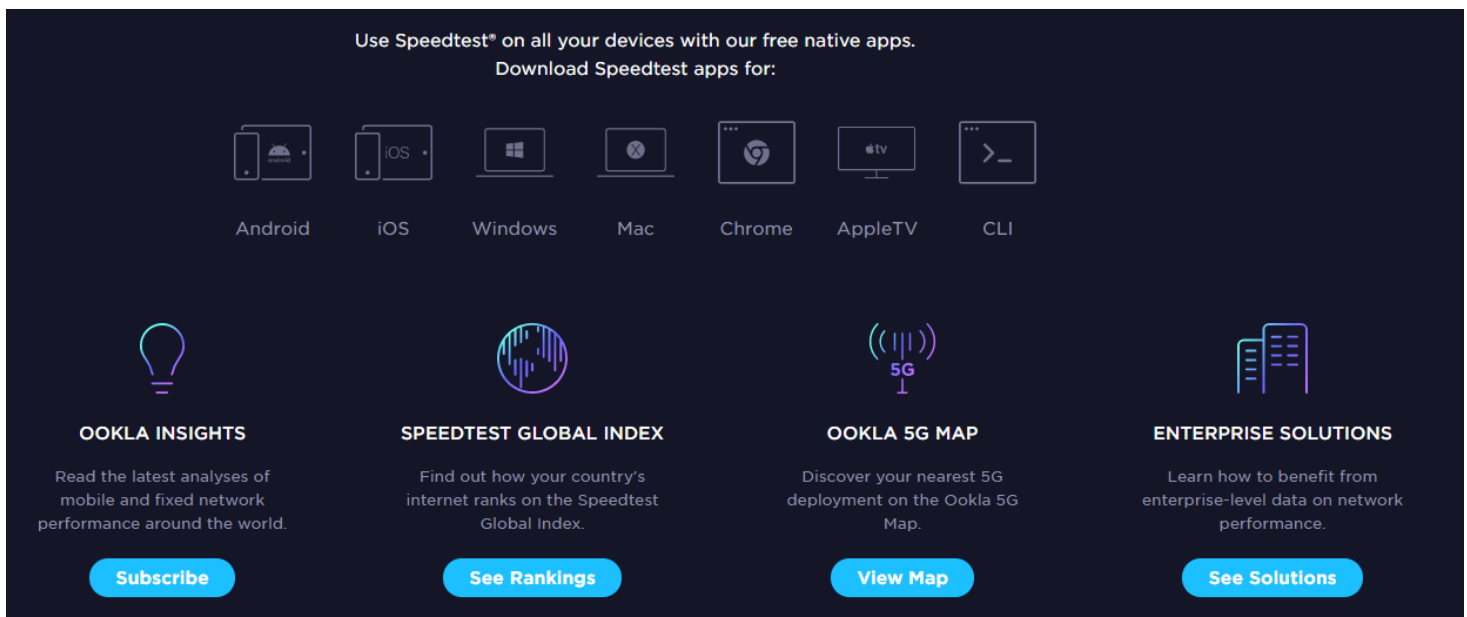 Use Speedtest® on all your devices with our free native apps.
Download Speedtest apps for:
android
iOS
tv
5G
Android
iOS
Windows
Mac
Chrome
AppleTV
CLI
OOKLA INSIGHTS
Read the latest analyses of
mobile and fixed network
performance around the world.
Subscribe
SPEEDTEST GLOBAL INDEX
Find out how your country's
internet ranks on the Speedtest
Global Index.
See Rankings
OOKLA 5G MAP
Discover your nearest 5G
deployment on the Ookla 5G
Map.
View Map
ENTERPRISE SOLUTIONS
Learn how to benefit from
enterprise-level data on network
performance.
See Solutions